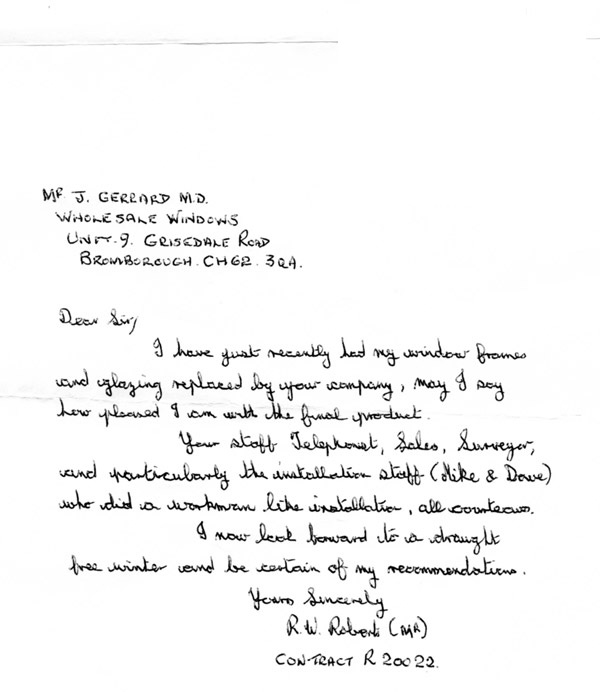 Mr J. GERRARD M.D.
WHOLESALE WINDOWS
UNIT. 9. GRISEDALE ROAD
BROMBOROUGH. CH62. 3QA.
Dear Sir,
I have just recently had my window frames
and glazing replaced by your company, may I say
how pleased I am with the final product.
Your staff Telephonist, Sales, Surveyor,
and particularly the installation staff (Mike & Dave)
who did a workman like installation, all courteous.
I now look forward to a draught
free winter and be certain of my recommendations.
Yours Sincerely
R.W. Roberts (MR)
CONTRACT R 20022.